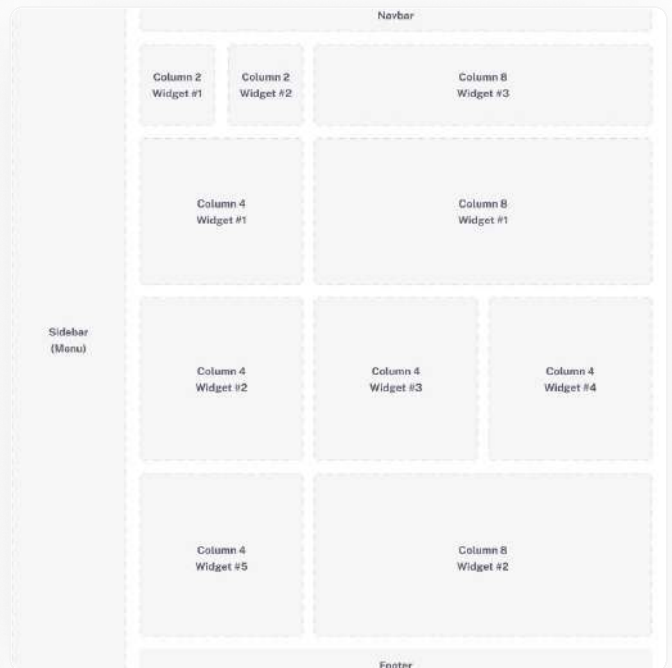 Navbar
Column 2
Widget #1
Column 2
Widget #2
Column 8
Widget #3
Column 4
Widget #1
Column 8
Widget #1
Sidebar
(Menu)
Column 4
Widget #2
Column 4
Widget #3
Column 4
Widget #4
Column 4
Widget #5
Column 8
Widget #2
Footer